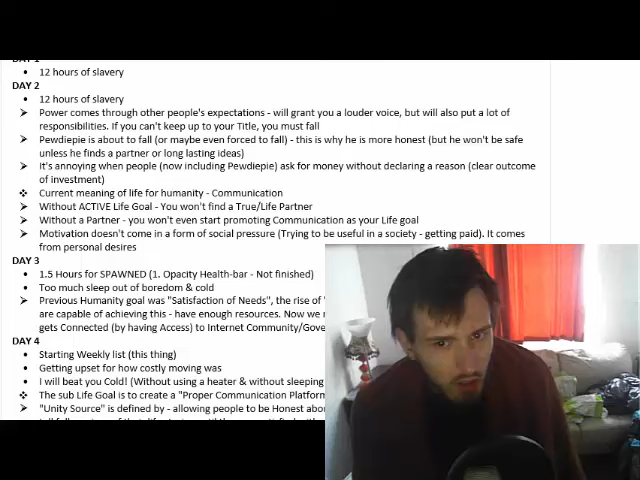 DAY 1
• 12 hours of slavery
DAY 2
• 12 hours of slavery
➢ Power comes through other people's expectations - will grant you a louder voice, but will also put a lot of
responsibilities. If you can't keep up to your Title, you must fall
➢ Pewdiepie is about to fall (or maybe even forced to fall) - this is why he is more honest (but he won't be safe
unless he finds a partner or long lasting ideas)
➢ It's annoying when people (now including Pewdiepie) ask for money without declaring a reason (clear outcome
of investment)
❖ Current meaning of life for humanity - Communication
➢ Without ACTIVE Life Goal - You won't find a True/Life Partner
➢ Without a Partner - you won't even start promoting Communication as your Life goal
➢ Motivation doesn't come in a form of social pressure (Trying to be useful in a society - getting paid). It comes
from personal desires
DAY 3
• 1.5 Hours for SPAWNED (1. Opacity Health-bar - Not finished)
• Too much sleep out of boredom & cold
➢ Previous Humanity goal was "Satisfaction of Needs", the rise of
are capable of achieving this - have enough resources. Now we
gets Connected (by having Access) to Internet Community/Gove
DAY 4
• Starting Weekly list (this thing)
• Getting upset for how costly moving was
• I will beat you Cold! (Without using a heater & without sleeping
❖ The sub Life Goal is to create a "Proper Communication Platform
➢ "Unity Source" is defined by - allowing people to be Honest abou